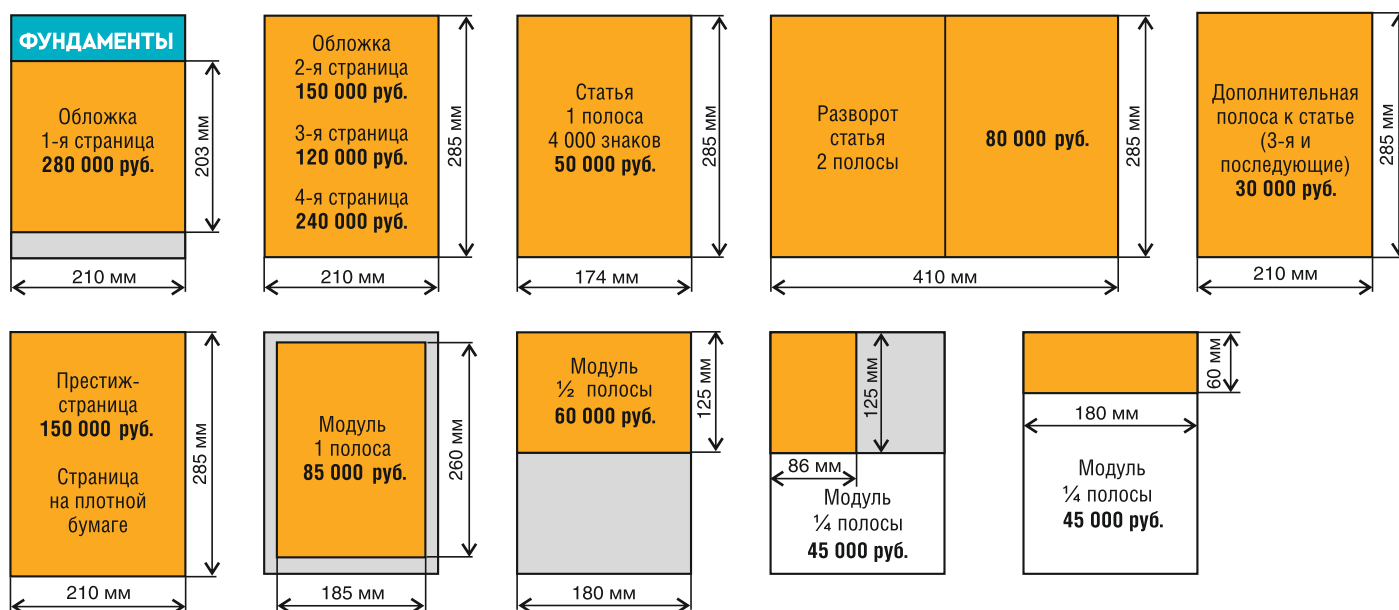 ФУНДАМЕНТЫ
Обложка
1-я страница
280 000 руб.
203 мм
210 мм
Обложка
2-я страница
150 000 руб.
3-я страница
120 000 руб.
4-я страница
240 000 руб.
285 мм
210 мм
Статья
1 полоса
4 000 знаков
50 000 руб.
285 мм
174 мм
Разворот
статья
2 полосы
80 000 руб.
285 мм
410 мм
Дополнительная
полоса к статье
(3-я и
последующие)
30 000 руб.
285 мм
210 мм
Престиж-
страница
150 000 руб.
Страница
на плотной
бумаге
285 мм
210 мм
Модуль
1 полоса
85 000 руб.
260 мм
185 мм
Модуль
½ полосы
60 000 руб.
125 мм
180 мм
125 мм
86 мм
Модуль
¼ полосы
45 000 руб.
60 мм
180 мм
Модуль
¼ полосы
45 000 руб.